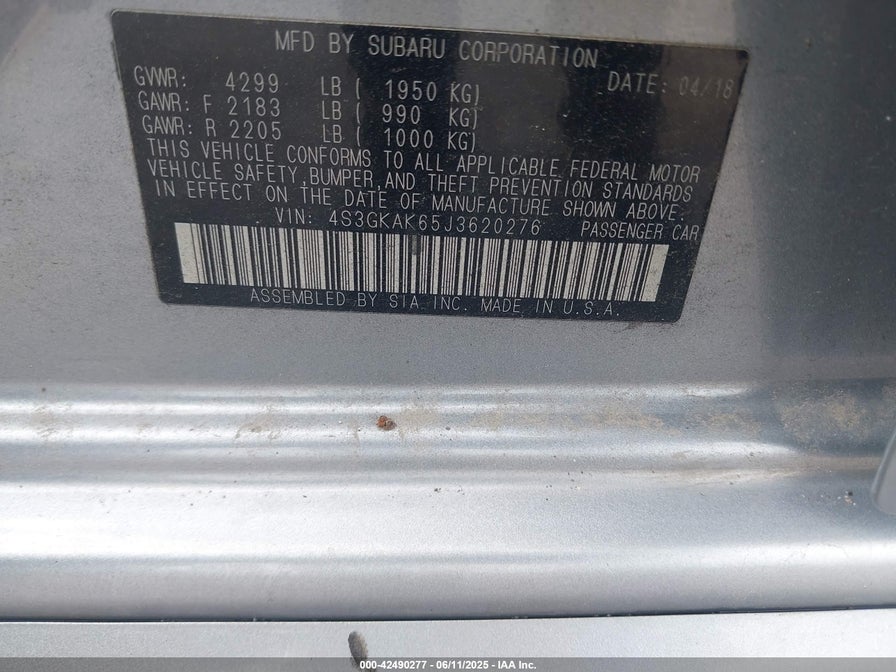 MFD BY SUBARU CORPORATION
GVWR: 4299 LB ( 1950 KG) DATE: 04/18
GAWR: F 2183 LB ( 990 KG)
GAWR: R 2205 LB ( 1000 KG)
THIS VEHICLE CONFORMS TO ALL APPLICABLE FEDERAL MOTOR
VEHICLE SAFETY, BUMPER, AND THEFT PREVENTION STANDARDS
IN EFFECT ON THE DATE OF MANUFACTURE SHOWN ABOVE.
VIN: 4S3GKAK65J3620276 PASSENGER CAR
ASSEMBLED BY SIA INC. MADE IN U.S.A.
000-42490277 - 06/11/2025 - IAA Inc.